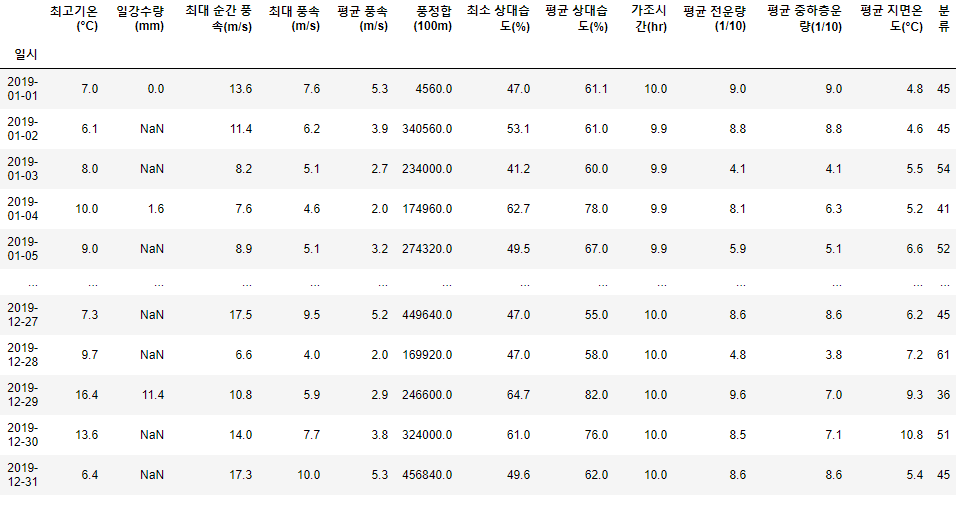 최고기온(°C) 일강수량(mm) 최대 순간 풍속(m/s) 최대 풍속(m/s) 평균 풍속(m/s) 풍정합(100m) 최소 상대습도(%) 평균 상대습도(%) 가조시간(hr) 평균 전운량(1/10) 평균 중하층운량(1/10) 평균 지면온도(°C) 분류
일시
2019-01-01 7.0 0.0 13.6 7.6 5.3 4560.0 47.0 61.1 10.0 9.0 9.0 4.8 45
2019-01-02 6.1 NaN 11.4 6.2 3.9 340560.0 53.1 61.0 9.9 8.8 8.8 4.6 45
2019-01-03 8.0 NaN 8.2 5.1 2.7 234000.0 41.2 60.0 9.9 4.1 4.1 5.5 54
2019-01-04 10.0 1.6 7.6 4.6 2.0 174960.0 62.7 78.0 9.9 8.1 6.3 5.2 41
2019-01-05 9.0 NaN 8.9 5.1 3.2 274320.0 49.5 67.0 9.9 5.9 5.1 6.6 52
... ... ... ... ... ... ... ... ... ... ... ... ... ...
2019-12-27 7.3 NaN 17.5 9.5 5.2 449640.0 47.0 55.0 10.0 8.6 8.6 6.2 45
2019-12-28 9.7 NaN 6.6 4.0 2.0 169920.0 47.0 58.0 10.0 4.8 3.8 7.2 61
2019-12-29 16.4 11.4 10.8 5.9 2.9 246600.0 64.7 82.0 10.0 9.6 7.0 9.3 36
2019-12-30 13.6 NaN 14.0 7.7 3.8 324000.0 61.0 76.0 10.0 8.5 7.1 10.8 51
2019-12-31 6.4 NaN 17.3 10.0 5.3 456840.0 49.6 62.0 10.0 8.6 8.6 5.4 45